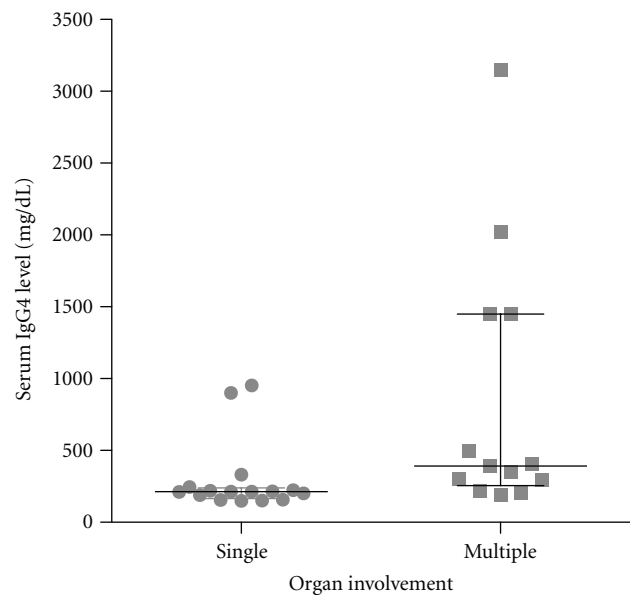 3500
3000
2500
2000
1500
1000
500
0
Serum IgG4 level (mg/dL)
Single
Multiple
Organ involvement